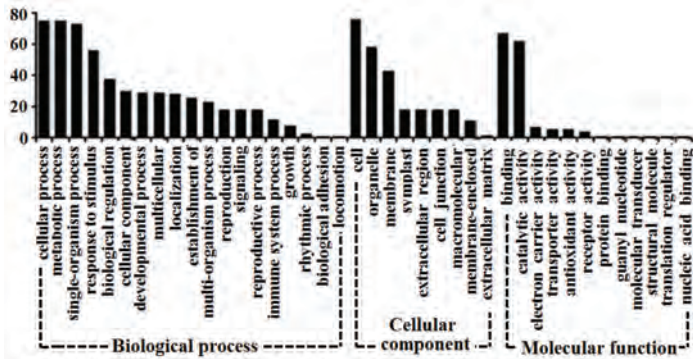 80
60
40
20
0
cellular process
metabolic process
single-organism process
response to stimulus
biological regulation
cellular component
developmental process
multicellular
localization
establishment of
multi-organism process
reproduction
signaling
reproductive process
immune system process
growth
rhythmic process
biological adhesion
locomotion
cell
organelle
membrane
symplast
extracellular region
cell junction
macromolecular
membrane-enclosed
extracellular matrix
binding
catalytic activity
electron carrier activity
transporter activity
antioxidant activity
receptor activity
protein binding
guanyl nucleotide
molecular transducer
structural molecule
translation regulator
nucleic acid binding
Biological process
Cellular
component
Molecular function